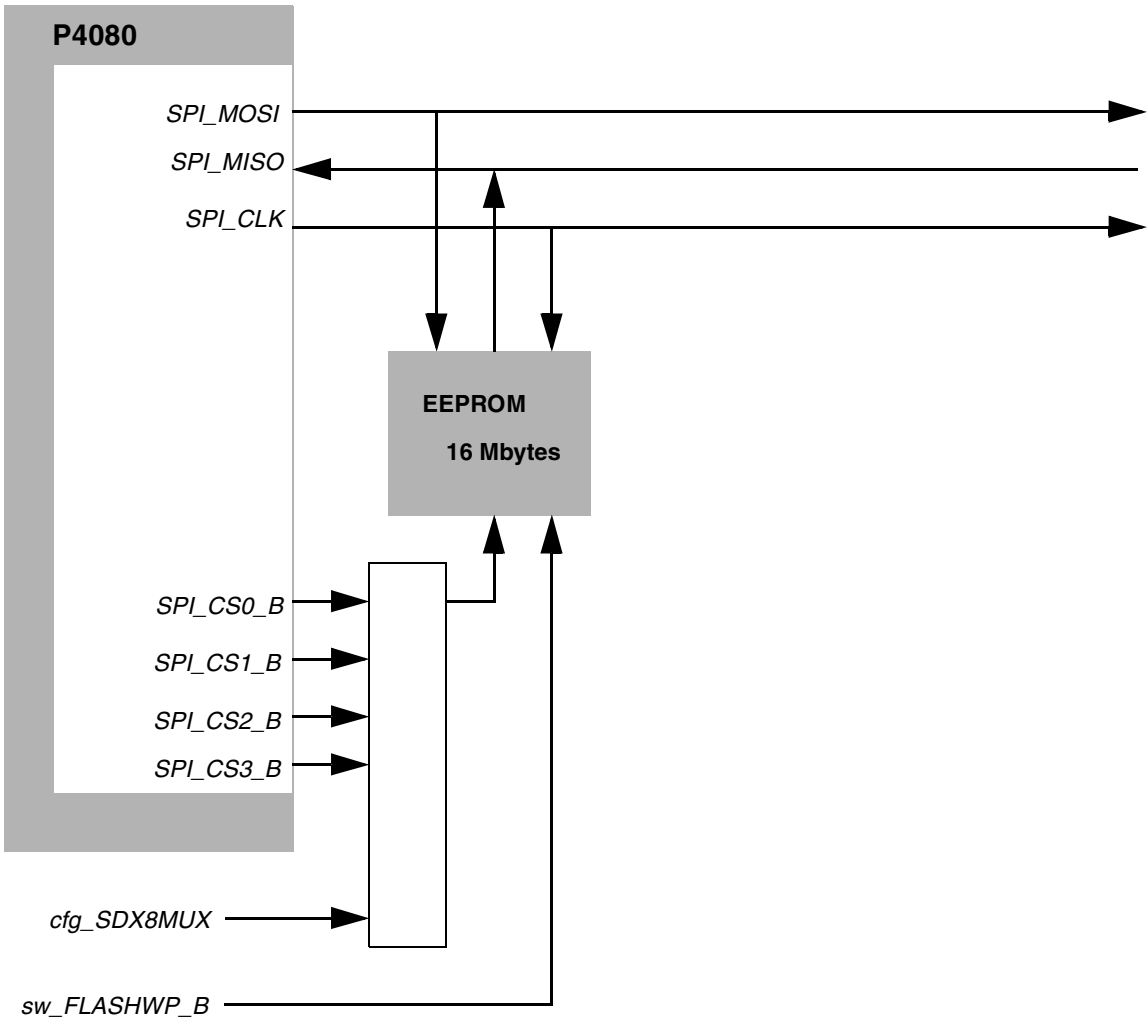 P4080
SPI_MOSI
SPI_MISO
SPI_CLK
EEPROM
16 Mbytes
SPI_CS0_B
SPI_CS1_B
SPI_CS2_B
SPI_CS3_B
cfg_SDX8MUX
sw_FLASHWP_B